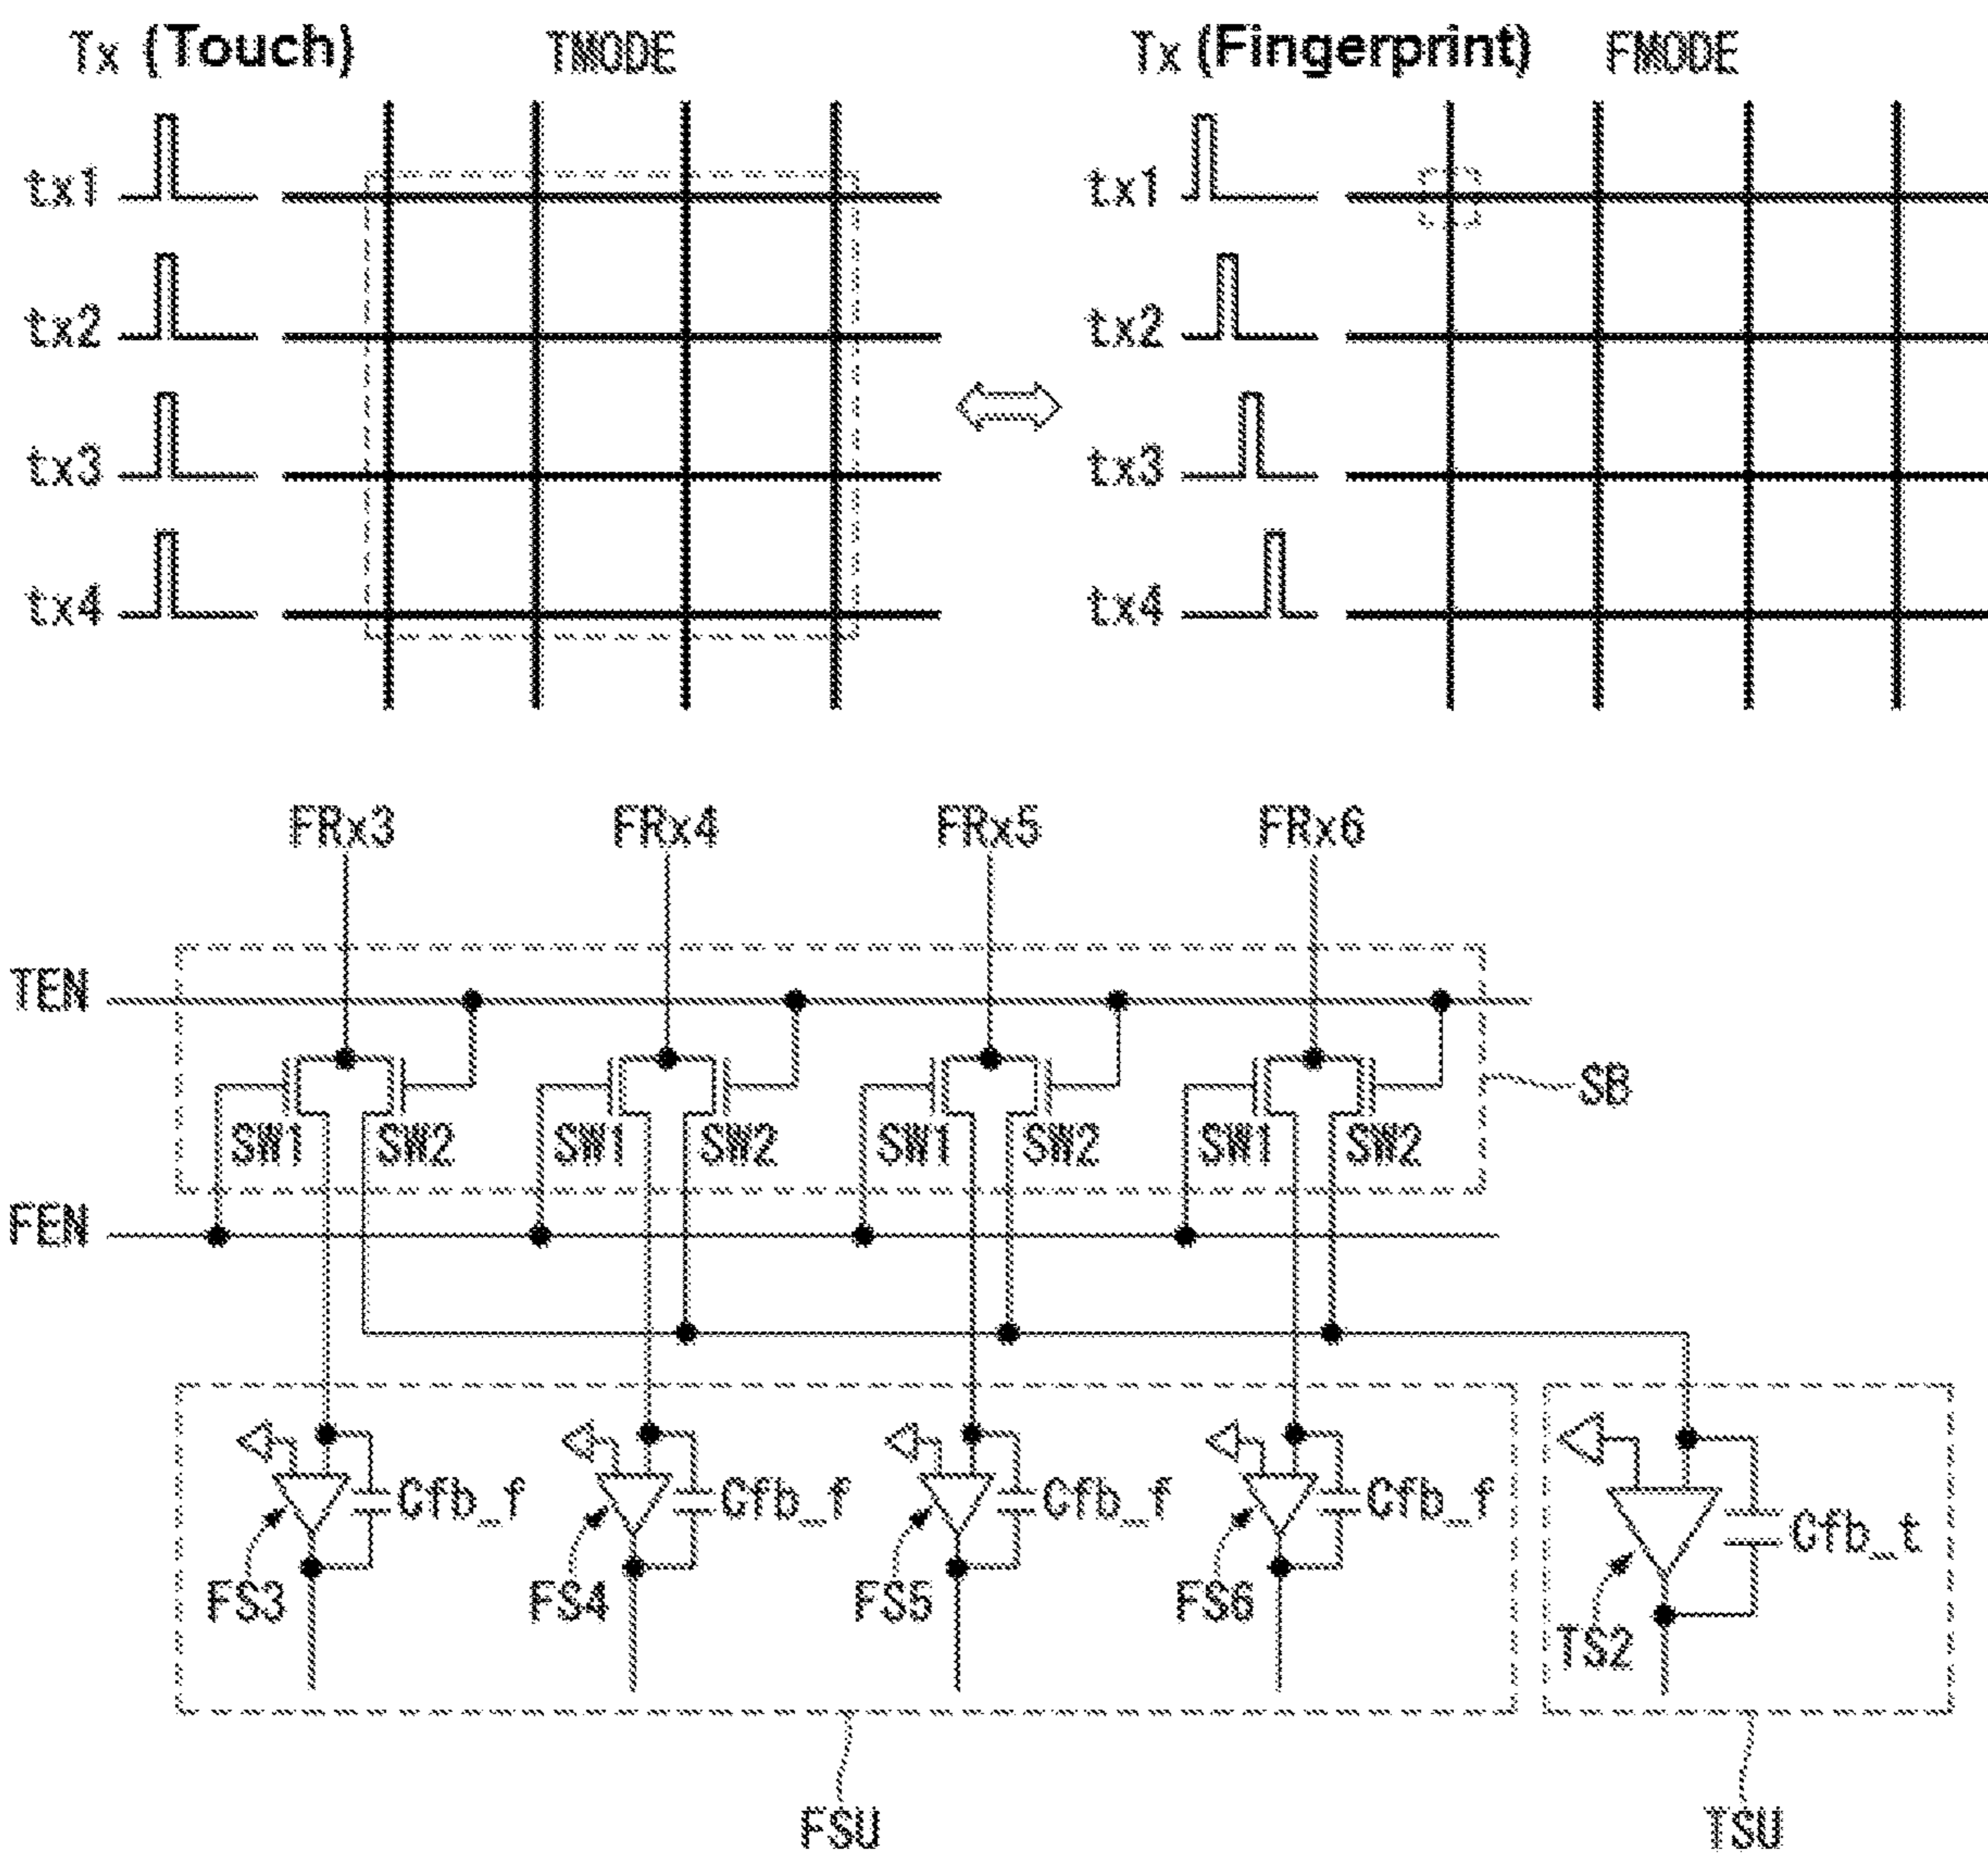 Tx (Touch) TMODE
Tx (Fingerprint) FMODE
tx1
tx2
tx3
tx4
tx1
tx2
tx3
tx4
FRx3 FRx4 FRx5 FRx6
TEN
SB
SW1 SW2 SW1 SW2 SW1 SW2 SW1 SW2
FEN
Cfb_f Cfb_f Cfb_f Cfb_f Cfb_t
FS3 FS4 FS5 FS6 TS2
FSU TSU